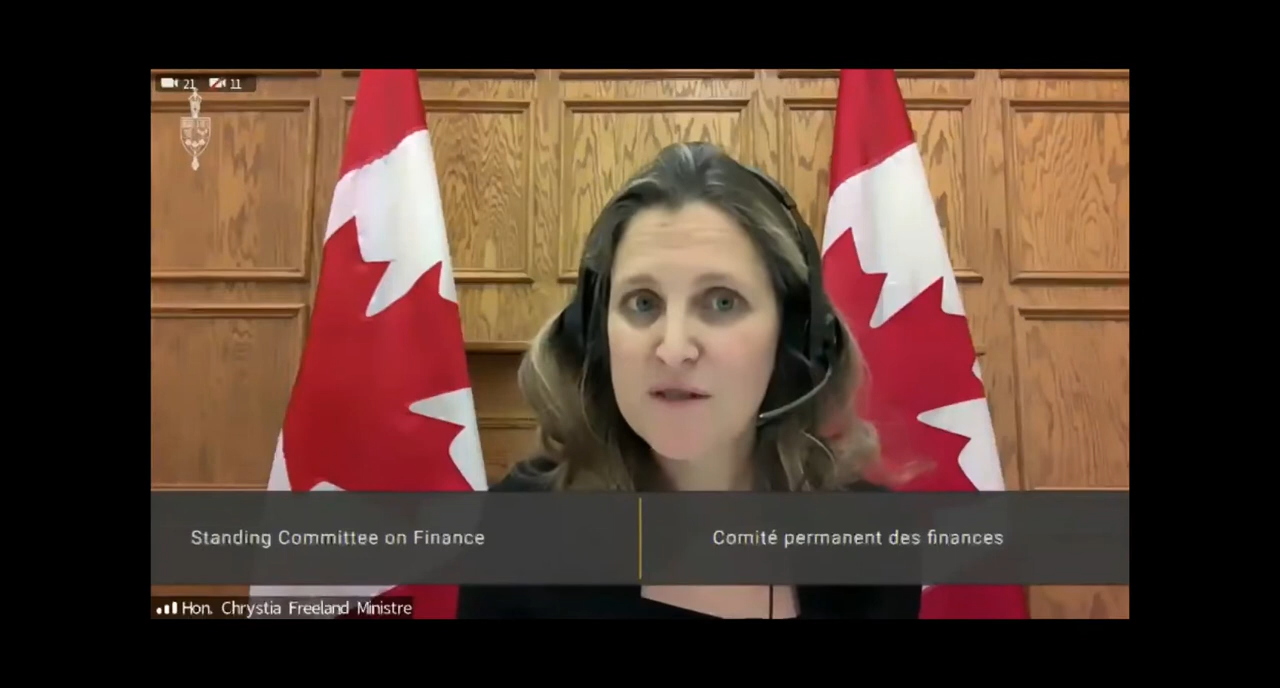 21 11
Standing Committee on Finance
Comité permanent des finances
Hon. Chrystia Freeland Ministre